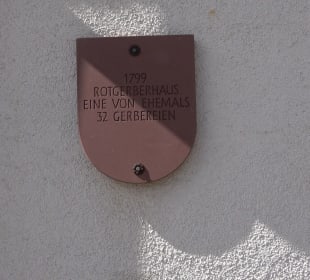 1799
ROTGERBERHAUS
EINE VON EHEMALS
32 GERBEREIEN